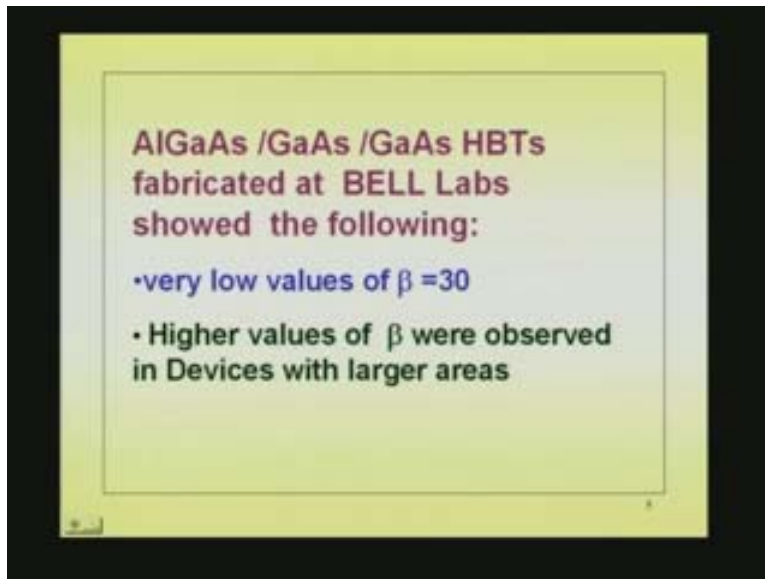 AlGaAs /GaAs /GaAs HBTs
fabricated at BELL Labs
showed the following:
•very low values of β =30
• Higher values of β were observed
in Devices with larger areas